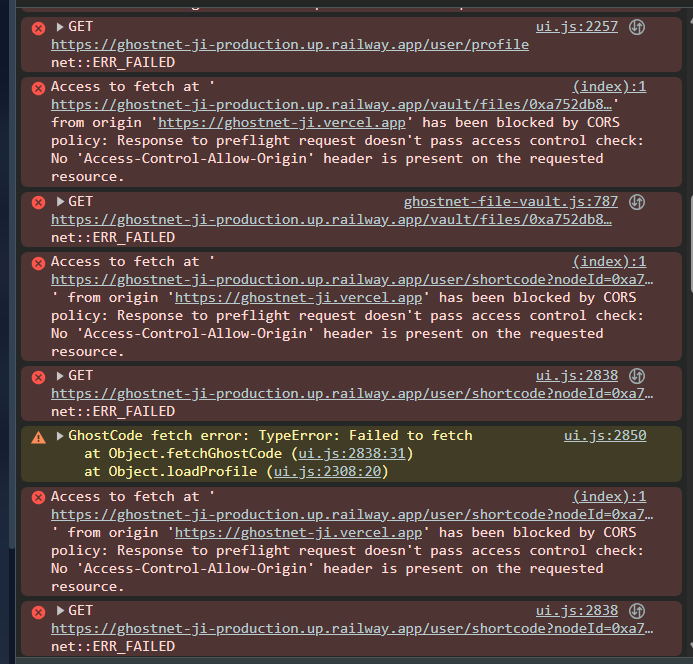 GET ui.js:2257
https://ghostnet-ji-production.up.railway.app/user/profile
net::ERR_FAILED
Access to fetch at ' (index):1
https://ghostnet-ji-production.up.railway.app/vault/files/0xa752db8…'
from origin 'https://ghostnet-ji.vercel.app' has been blocked by CORS
policy: Response to preflight request doesn't pass access control check:
No 'Access-Control-Allow-Origin' header is present on the requested
resource.
GET ghostnet-file-vault.js:787
https://ghostnet-ji-production.up.railway.app/vault/files/0xa752db8…
net::ERR_FAILED
Access to fetch at ' (index):1
https://ghostnet-ji-production.up.railway.app/user/shortcode?nodeId=0xa7…
' from origin 'https://ghostnet-ji.vercel.app' has been blocked by CORS
policy: Response to preflight request doesn't pass access control check:
No 'Access-Control-Allow-Origin' header is present on the requested
resource.
GET ui.js:2838
https://ghostnet-ji-production.up.railway.app/user/shortcode?nodeId=0xa7…
net::ERR_FAILED
GhostCode fetch error: TypeError: Failed to fetch ui.js:2850
at Object.fetchGhostCode (ui.js:2838:31)
at Object.loadProfile (ui.js:2308:20)
Access to fetch at ' (index):1
https://ghostnet-ji-production.up.railway.app/user/shortcode?nodeId=0xa7…
' from origin 'https://ghostnet-ji.vercel.app' has been blocked by CORS
policy: Response to preflight request doesn't pass access control check:
No 'Access-Control-Allow-Origin' header is present on the requested
resource.
GET ui.js:2838
https://ghostnet-ji-production.up.railway.app/user/shortcode?nodeId=0xa7…
net::ERR_FAILED